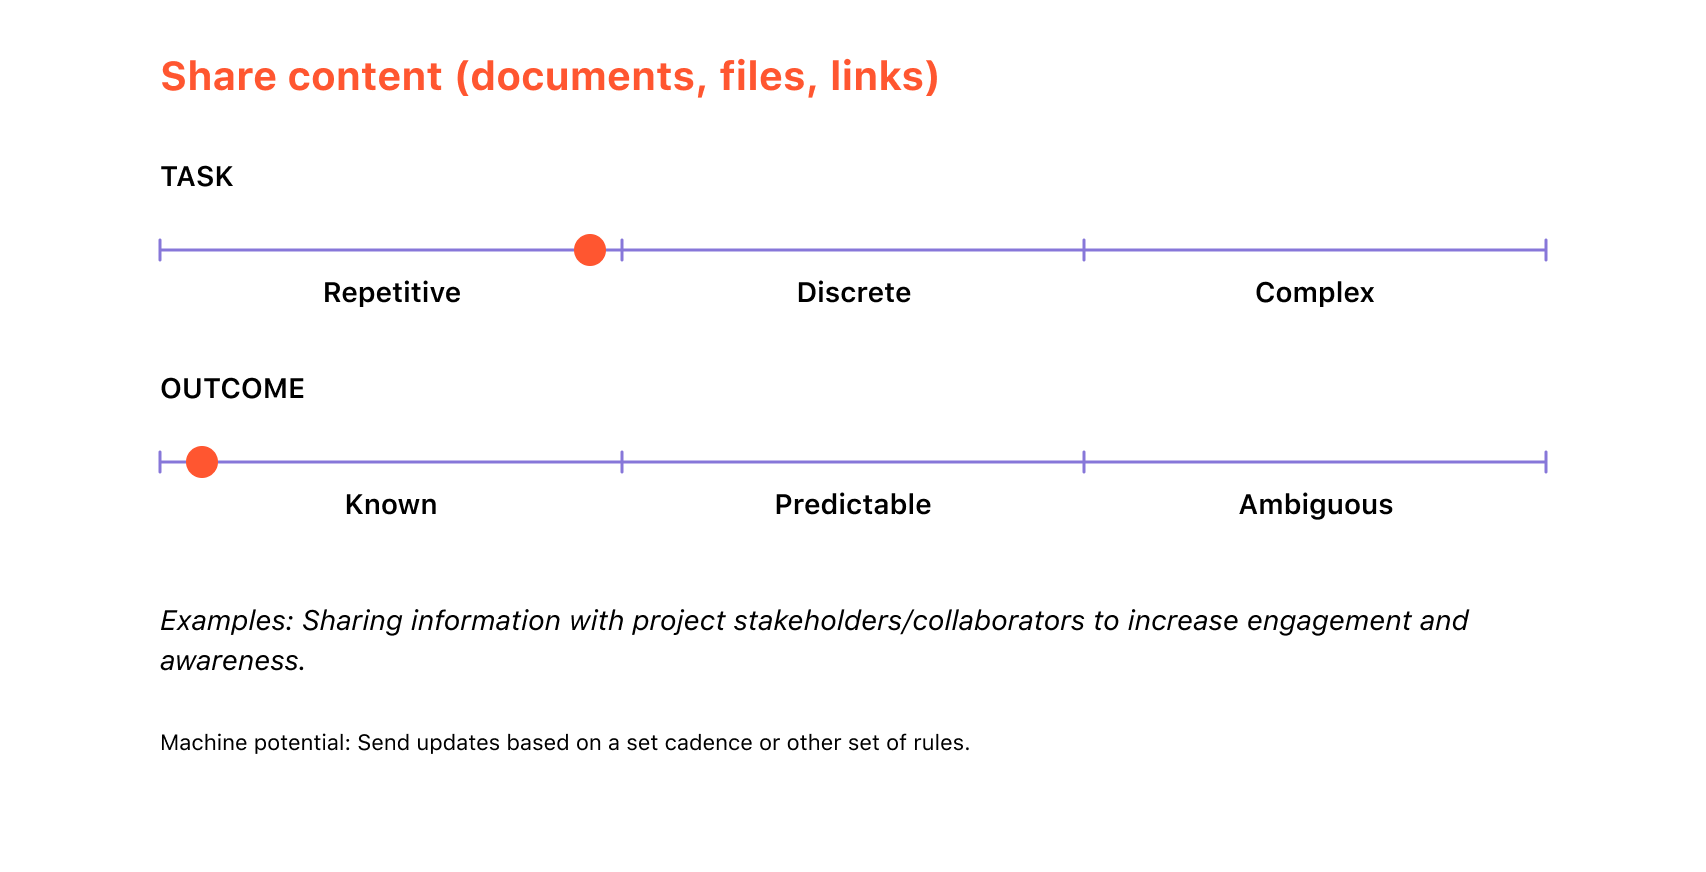 Share content (documents, files, links)
TASK
Repetitive
Discrete
Complex
OUTCOME
Known
Predictable
Ambiguous
Examples: Sharing information with project stakeholders/collaborators to increase engagement and
awareness.
Machine potential: Send updates based on a set cadence or other set of rules.